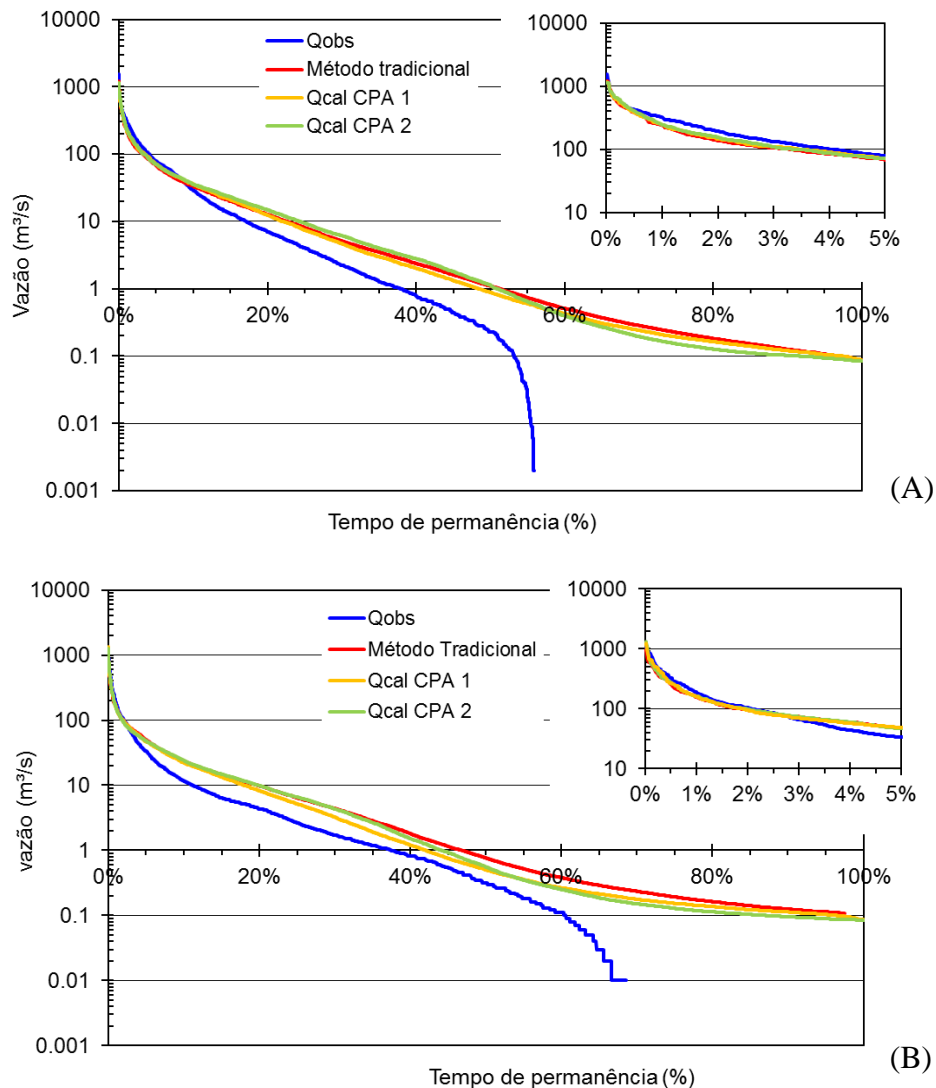 10000
1000
100
10
1
0.1
0.01
0.001
Vazão (m³/s)
Qobs
Método tradicional
Qcal CPA 1
Qcal CPA 2
10000
1000
100
10
0% 1% 2% 3% 4% 5%
0% 20% 40% 60% 80% 100%
Tempo de permanência (%)
(A)
10000
1000
100
10
1
0.1
0.01
0.001
vazão (m³/s)
Qobs
Método Tradicional
Qcal CPA 1
Qcal CPA 2
10000
1000
100
10
0% 1% 2% 3% 4% 5%
0% 20% 40% 60% 80% 100%
Tempo de permanência (%)
(B)